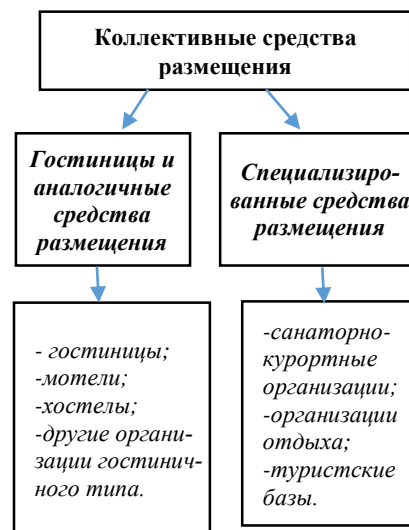 Коллективные средства
размещения
Гостиницы и
аналогичные
средства
размещения
Специализиро-
ванные средства
размещения
- гостиницы;
-мотели;
-хостелы;
-другие органи-
зации гостинич-
ного типа.
-санаторно-
курортные
организации;
-организации
отдыха;
-туристские
базы.